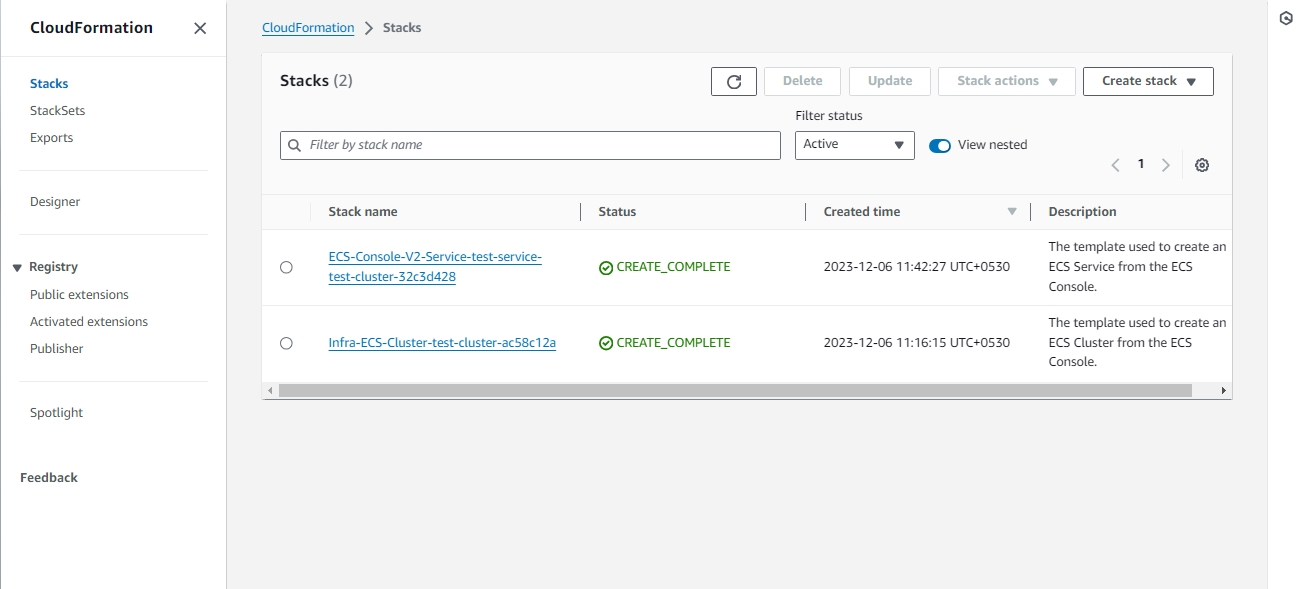 CloudFormation
Stacks
StackSets
Exports
Designer
Registry
Public extensions
Activated extensions
Publisher
Spotlight
Feedback
CloudFormation > Stacks
Stacks (2)
Delete
Update
Stack actions
Create stack
Filter status
Filter by stack name
Active
View nested
1
Stack name Status Created time Description
ECS-Console-V2-Service-test-service-
test-cluster-32c3d428
CREATE_COMPLETE
2023-12-06 11:42:27 UTC+0530
The template used to create an
ECS Service from the ECS
Console.
Infra-ECS-Cluster-test-cluster-ac58c12a
CREATE_COMPLETE
2023-12-06 11:16:15 UTC+0530
The template used to create an
ECS Cluster from the ECS
Console.